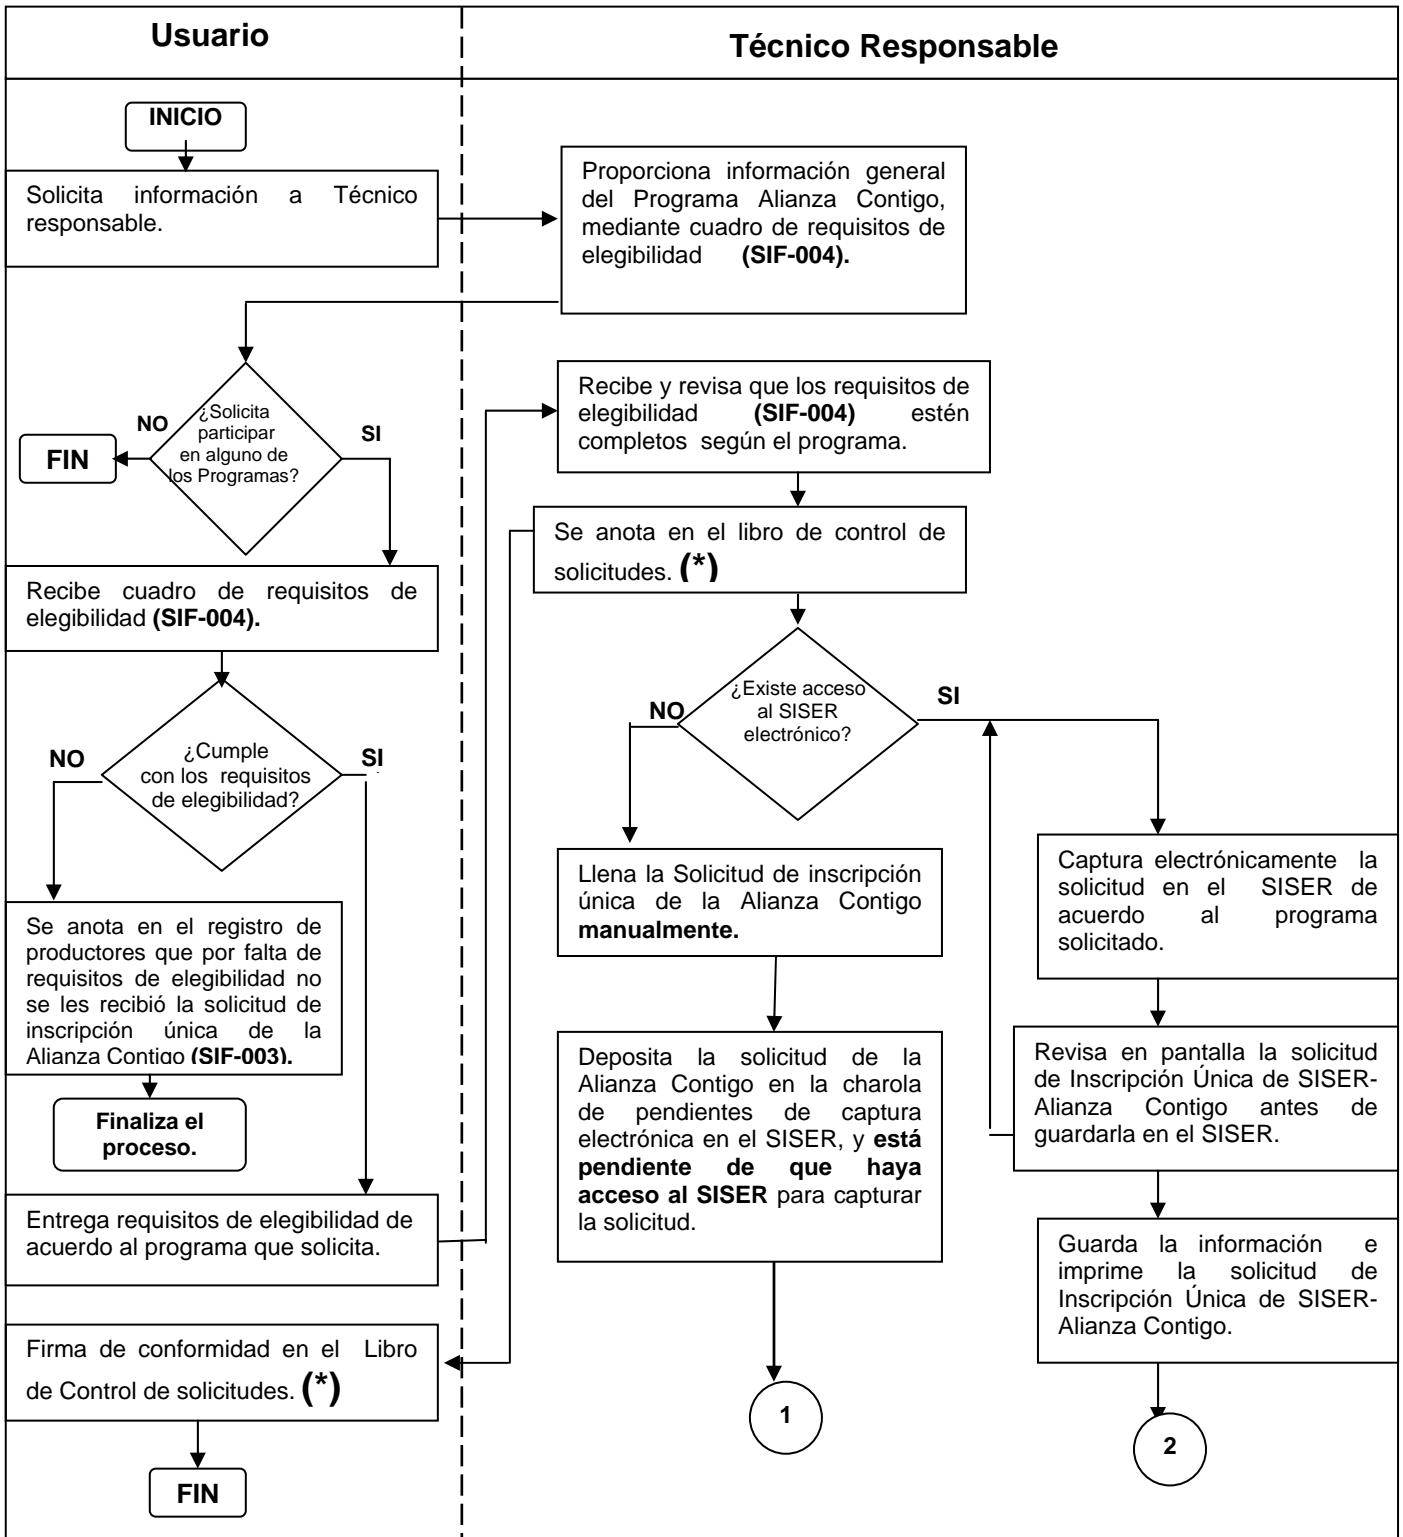 Usuario
Técnico Responsable
INICIO
Solicita información a Técnico
responsable.
Proporciona información general
del Programa Alianza Contigo,
mediante cuadro de requisitos de
elegibilidad (SIF-004).
¿Solicita
participar
en alguno de
los Programas?
NO
SI
FIN
Recibe y revisa que los requisitos de
elegibilidad (SIF-004) estén
completos según el programa.
Se anota en el libro de control de
solicitudes. (*)
Recibe cuadro de requisitos de
elegibilidad (SIF-004).
¿Existe acceso
al SISER
electrónico?
NO
SI
¿Cumple
con los requisitos
de elegibilidad?
NO
SI
Llena la Solicitud de inscripción
única de la Alianza Contigo
manualmente.
Captura electrónicamente la
solicitud en el SISER de
acuerdo al programa
solicitado.
Se anota en el registro de
productores que por falta de
requisitos de elegibilidad no
se les recibió la solicitud de
inscripción única de la
Alianza Contigo (SIF-003).
Finaliza el
proceso.
Deposita la solicitud de la
Alianza Contigo en la charola
de pendientes de captura
electrónica en el SISER, y está
pendiente de que haya
acceso al SISER para capturar
la solicitud.
Revisa en pantalla la solicitud
de Inscripción Única de SISER-
Alianza Contigo antes de
guardarla en el SISER.
Entrega requisitos de elegibilidad de
acuerdo al programa que solicita.
Guarda la información e
imprime la solicitud de
Inscripción Única de SISER-
Alianza Contigo.
Firma de conformidad en el Libro
de Control de solicitudes. (*)
1
2
FIN